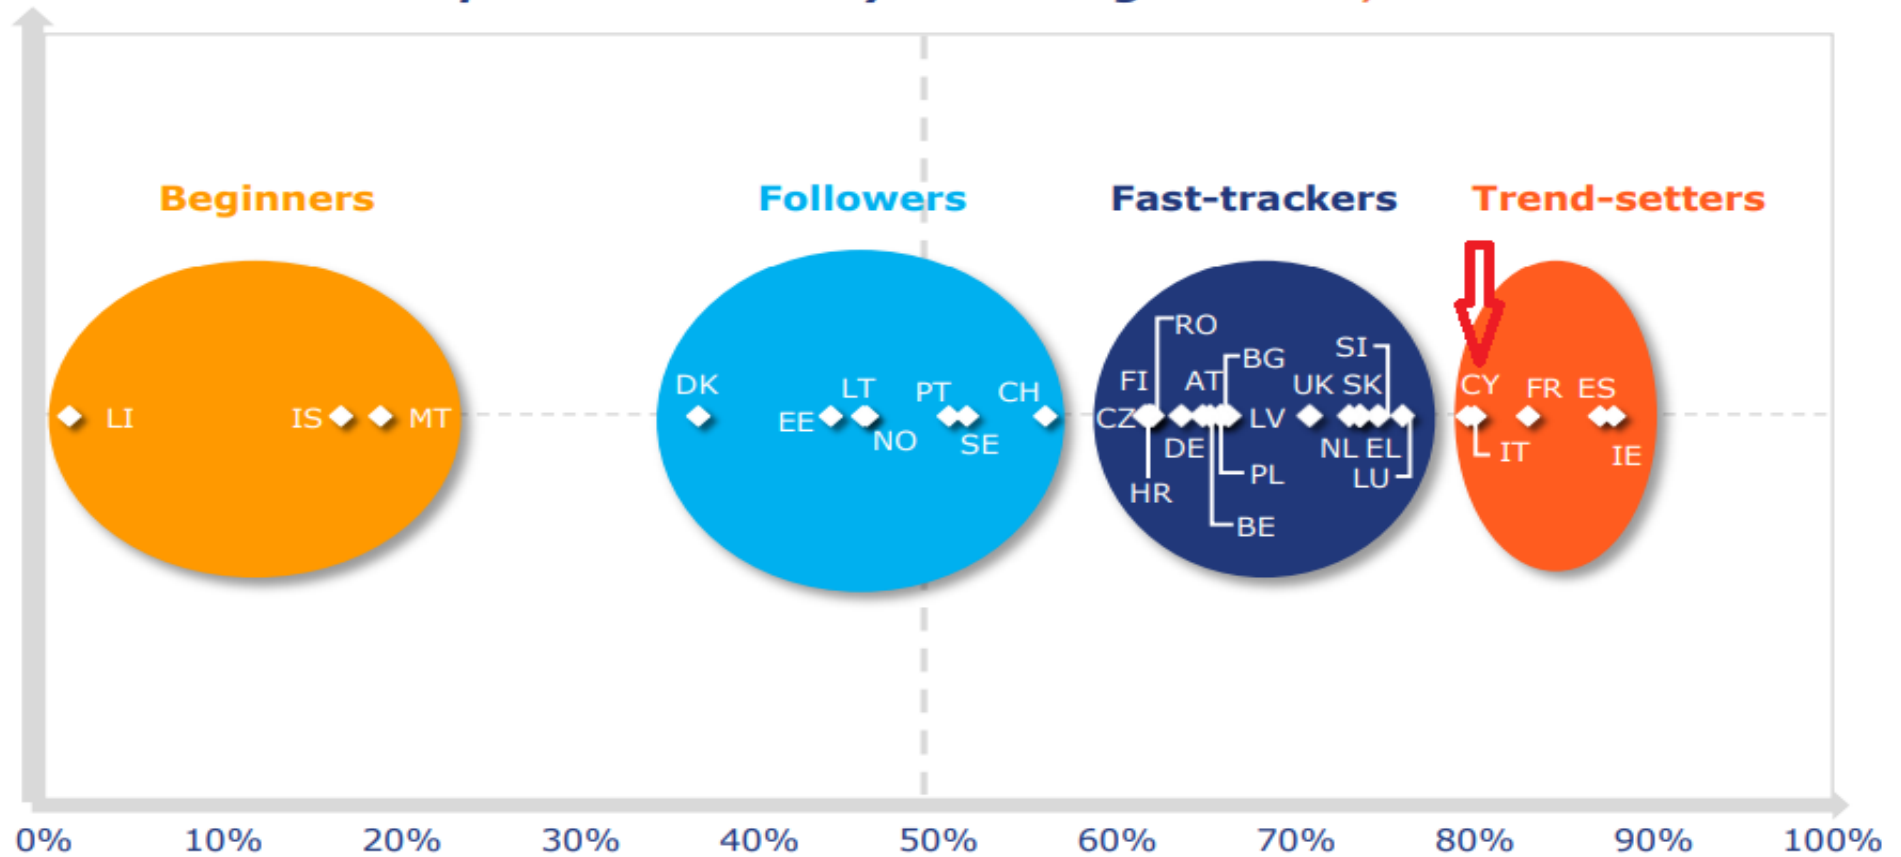 Beginners
Followers
Fast-trackers
Trend-setters
RO
SI
BG
FI
AT
UK
SK
DK
LT
PT
CH
CY
FR
ES
LI
IS
MT
EE
CZ
LV
NO
SE
DE
NL
EL
IT
IE
HR
PL
LU
BE
0%
10%
20%
30%
40%
50%
60%
70%
80%
90%
100%